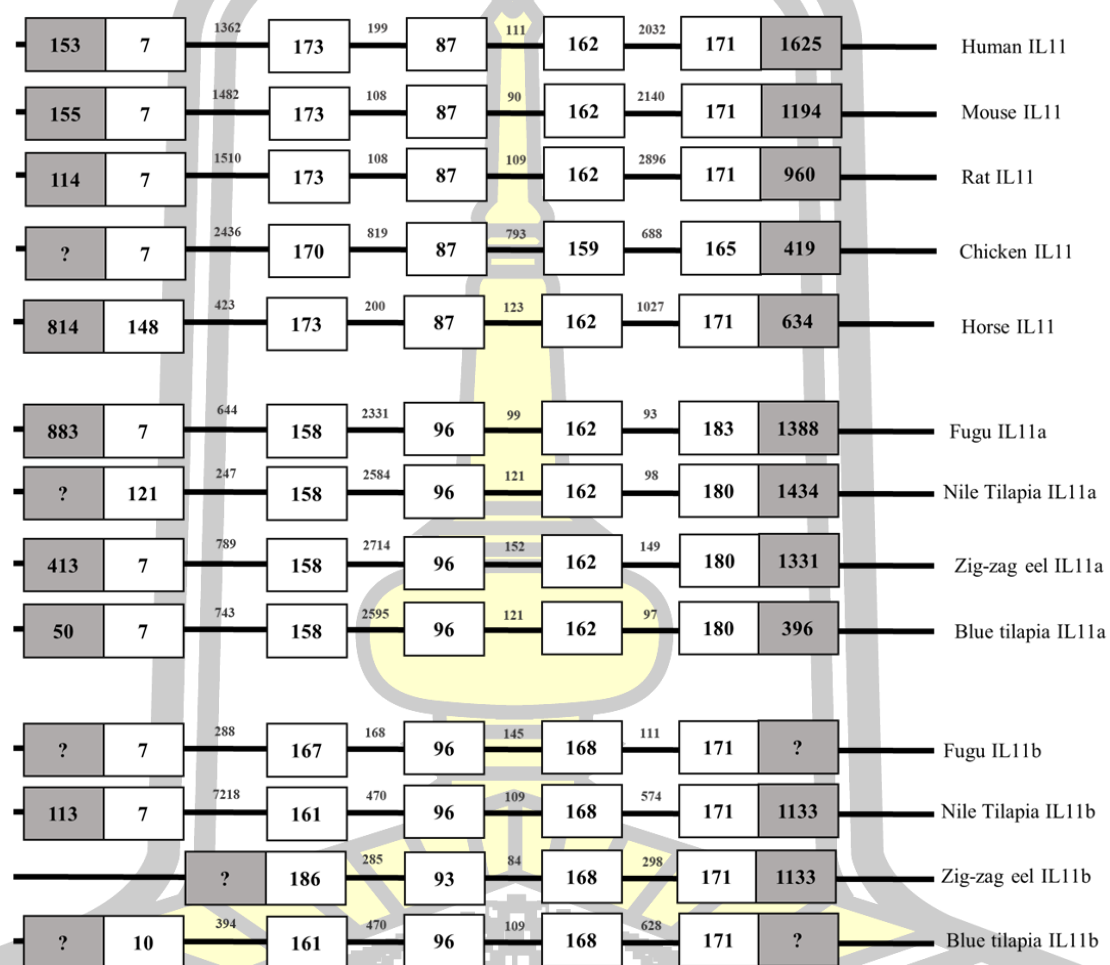 1362 199 111 2032
153 7 173 87 162 171 1625 Human IL11
1482 108 90 2140
155 7 173 87 162 171 1194 Mouse IL11
1510 108 109 2896
114 7 173 87 162 171 960 Rat IL11
2436 819 793 688
? 7 170 87 159 165 419 Chicken IL11
423 200 123 1027
814 148 173 87 162 171 634 Horse IL11
644 2331 99 93
883 7 158 96 162 183 1388 Fugu IL11a
247 2584 121 98
? 121 158 96 162 180 1434 Nile Tilapia IL11a
789 2714 152 149
413 7 158 96 162 180 1331 Zig-zag eel IL11a
743 2595 121 97
50 7 158 96 162 180 396 Blue tilapia IL11a
288 168 145 111
? 7 167 96 168 171 ? Fugu IL11b
7218 470 109 574
113 7 161 96 168 171 1133 Nile Tilapia IL11b
285 84 298
? 186 93 168 171 1133 Zig-zag eel IL11b
394 470 109 628
? 10 161 96 168 171 ? Blue tilapia IL11b